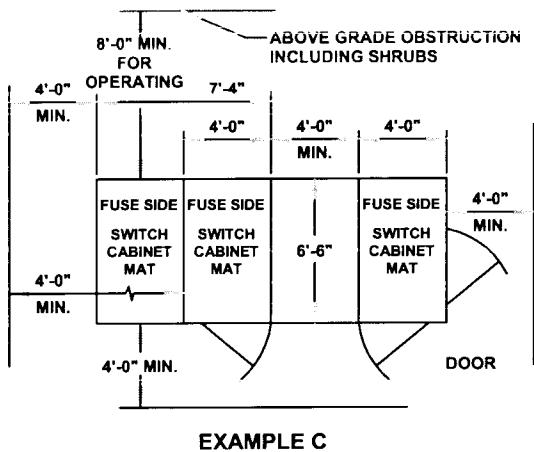 8'-0" MIN.
FOR
OPERATING
ABOVE GRADE OBSTRUCTION
INCLUDING SHRUBS
4'-0"
MIN.
7'-4"
4'-0"
4'-0"
MIN.
4'-0"
FUSE SIDE
SWITCH
CABINET
MAT
FUSE SIDE
SWITCH
CABINET
MAT
6'-6"
FUSE SIDE
SWITCH
CABINET
MAT
4'-0"
MIN.
4'-0"
MIN.
4'-0" MIN.
DOOR
EXAMPLE C